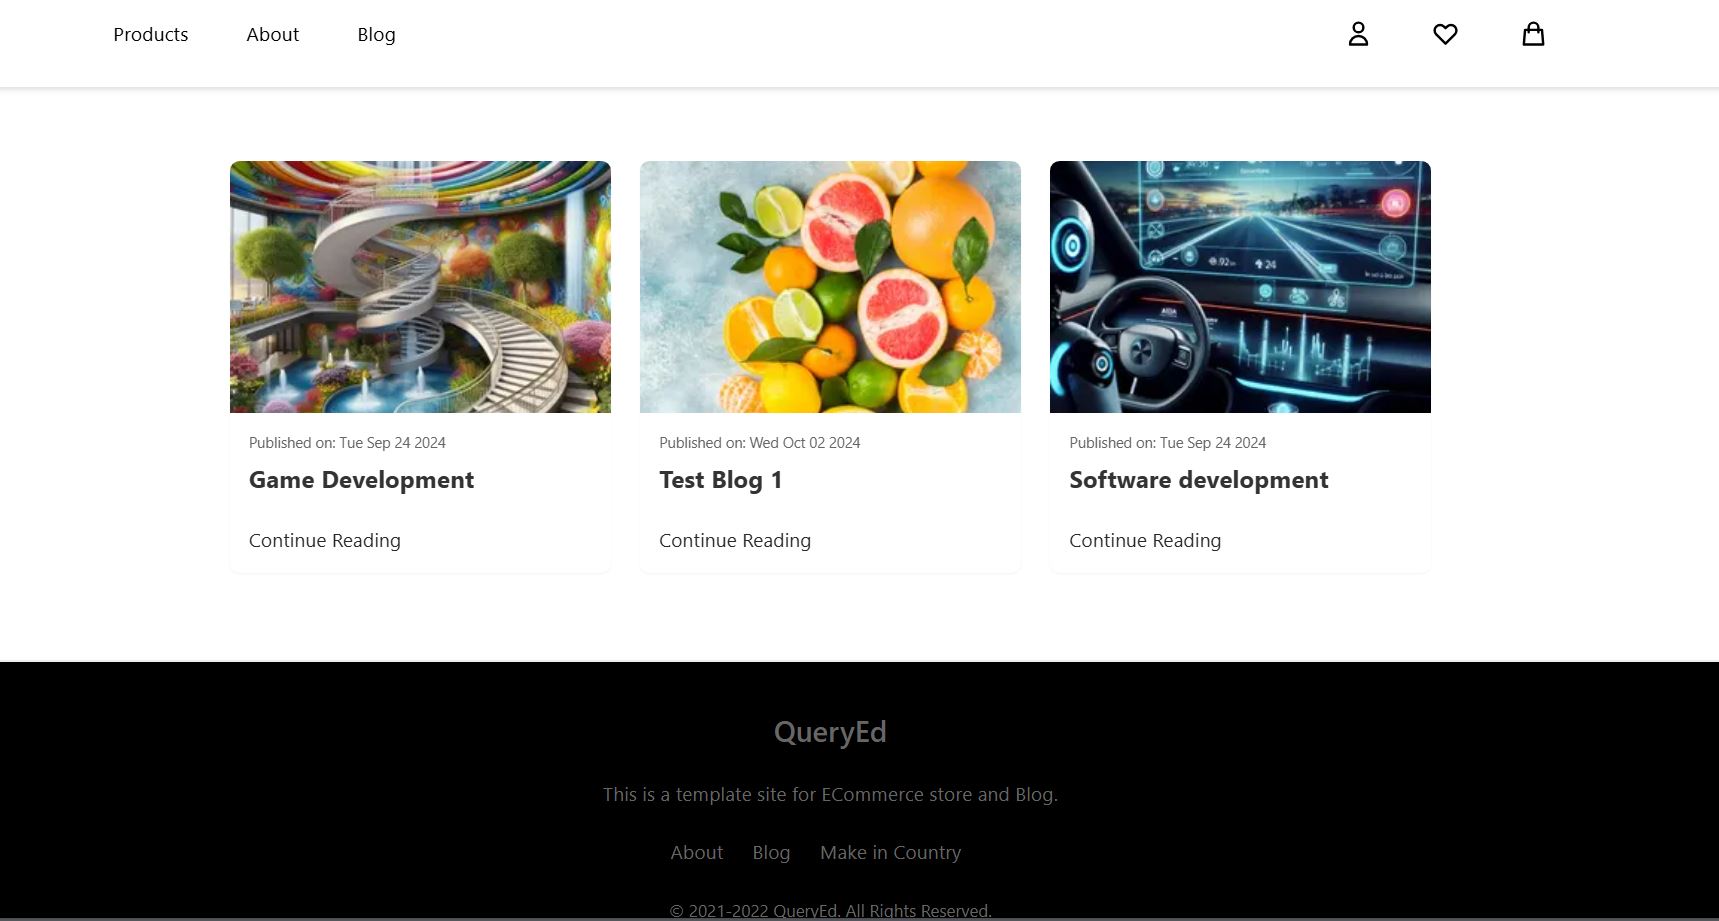 Products About Blog
.92km 24
Published on: Tue Sep 24 2024
Game Development
Continue Reading
Published on: Wed Oct 02 2024
Test Blog 1
Continue Reading
Published on: Tue Sep 24 2024
Software development
Continue Reading
QueryEd
This is a template site for ECommerce store and Blog.
About Blog Make in Country
© 2021-2022 QueryEd. All Rights Reserved.